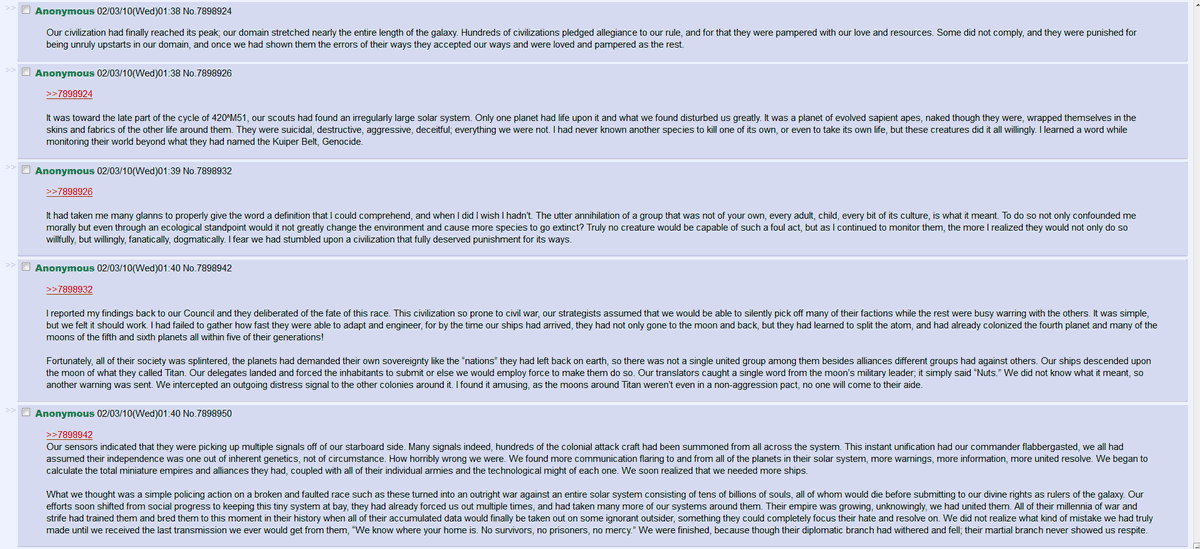 >> Anonymous 02/03/10(Wed)01:38 No.7898924
Our civilization had finally reached its peak; our domain stretched nearly the entire length of the galaxy. Hundreds of civilizations pledged allegiance to our rule, and for that they were pampered with our love and resources. Some did not comply, and they were punished for
being unruly upstarts in our domain, and once we had shown them the errors of their ways they accepted our ways and were loved and pampered as the rest.
>> Anonymous 02/03/10(Wed)01:38 No.7898926
>>7898924
It was toward the late part of the cycle of 420^M51, our scouts had found an irregularly large solar system. Only one planet had life upon it and what we found disturbed us greatly. It was a planet of evolved sapient apes, naked though they were, wrapped themselves in the
skins and fabrics of the other life around them. They were suicidal, destructive, aggressive, deceitful; everything we were not. I had never known another species to kill one of its own, or even to take its own life, but these creatures did it all willingly. I learned a word while
monitoring their world beyond what they had named the Kuiper Belt, Genocide.
>> Anonymous 02/03/10(Wed)01:39 No.7898932
>>7898926
It had taken me many glanns to properly give the word a definition that I could comprehend, and when I did I wish I hadn't. The utter annihilation of a group that was not of your own, every adult, child, every bit of its culture, is what it meant. To do so not only confounded me
morally but even through an ecological standpoint would it not greatly change the environment and cause more species to go extinct? Truly no creature would be capable of such a foul act, but as I continued to monitor them, the more I realized they would not only do so
willfully, but willingly, fanatically, dogmatically. I fear we had stumbled upon a civilization that fully deserved punishment for its ways.
>> Anonymous 02/03/10(Wed)01:40 No.7898942
>>7898932
I reported my findings back to our Council and they deliberated of the fate of this race. This civilization so prone to civil war, our strategists assumed that we would be able to silently pick off many of their factions while the rest were busy warring with the others. It was simple,
but we felt it should work. I had failed to gather how fast they were able to adapt and engineer, for by the time our ships had arrived, they had not only gone to the moon and back, but they had learned to split the atom, and had already colonized the fourth planet and many of the
moons of the fifth and sixth planets all within five of their generations!
Fortunately, all of their society was splintered, the planets had demanded their own sovereignty like the "nations" they had left back on earth, so there was not a single united group among them besides alliances different groups had against others. Our ships descended upon
the moon of what they called Titan. Our delegates landed and forced the inhabitants to submit or else we would employ force to make them do so. Our translators caught a single word from the moon's military leader; it simply said "Nuts." We did not know what it meant, so
another warning was sent. We intercepted an outgoing distress signal to the other colonies around it. I found it amusing, as the moons around Titan weren't even in a non-aggression pact, no one will come to their aide.
>> Anonymous 02/03/10(Wed)01:40 No.7898950
>>7898942
Our sensors indicated that they were picking up multiple signals off of our starboard side. Many signals indeed, hundreds of the colonial attack craft had been summoned from all across the system. This instant unification had our commander flabbergasted, we all had
assumed their independence was one out of inherent genetics, not of circumstance. How horribly wrong we were. We found more communication flaring to and from all of the planets in their solar system, more warnings, more information, more united resolve. We began to
calculate the total miniature empires and alliances they had, coupled with all of their individual armies and the technological might of each one. We soon realized that we needed more ships.
What we thought was a simple policing action on a broken and faulted race such as these turned into an outright war against an entire solar system consisting of tens of billions of souls, all of whom would die before submitting to our divine rights as rulers of the galaxy. Our
efforts soon shifted from social progress to keeping this tiny system at bay, they had already forced us out multiple times, and had taken many more of our systems around them. Their empire was growing, unknowingly, we had united them. All of their millennia of war and
strife had trained them and bred them to this moment in their history when all of their accumulated data would finally be taken out on some ignorant outsider, something they could completely focus their hate and resolve on. We did not realize what kind of mistake we had truly
made until we received the last transmission we ever would get from them, "We know where your home is. No survivors, no prisoners, no mercy." We were finished, because though their diplomatic branch had withered and fell; their martial branch never showed us respite.